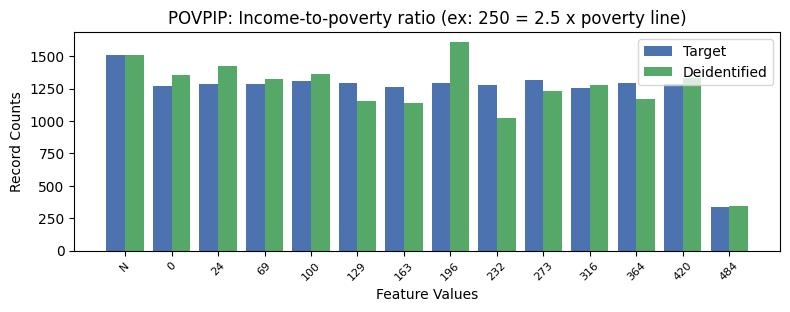 POVPIP: Income-to-poverty ratio (ex: 250 = 2.5 x poverty line)
Target
Deidentified
Record Counts
1500
1250
1000
750
500
250
0
N 0 24 69 100 129 163 196 232 273 316 364 420 484
Feature Values